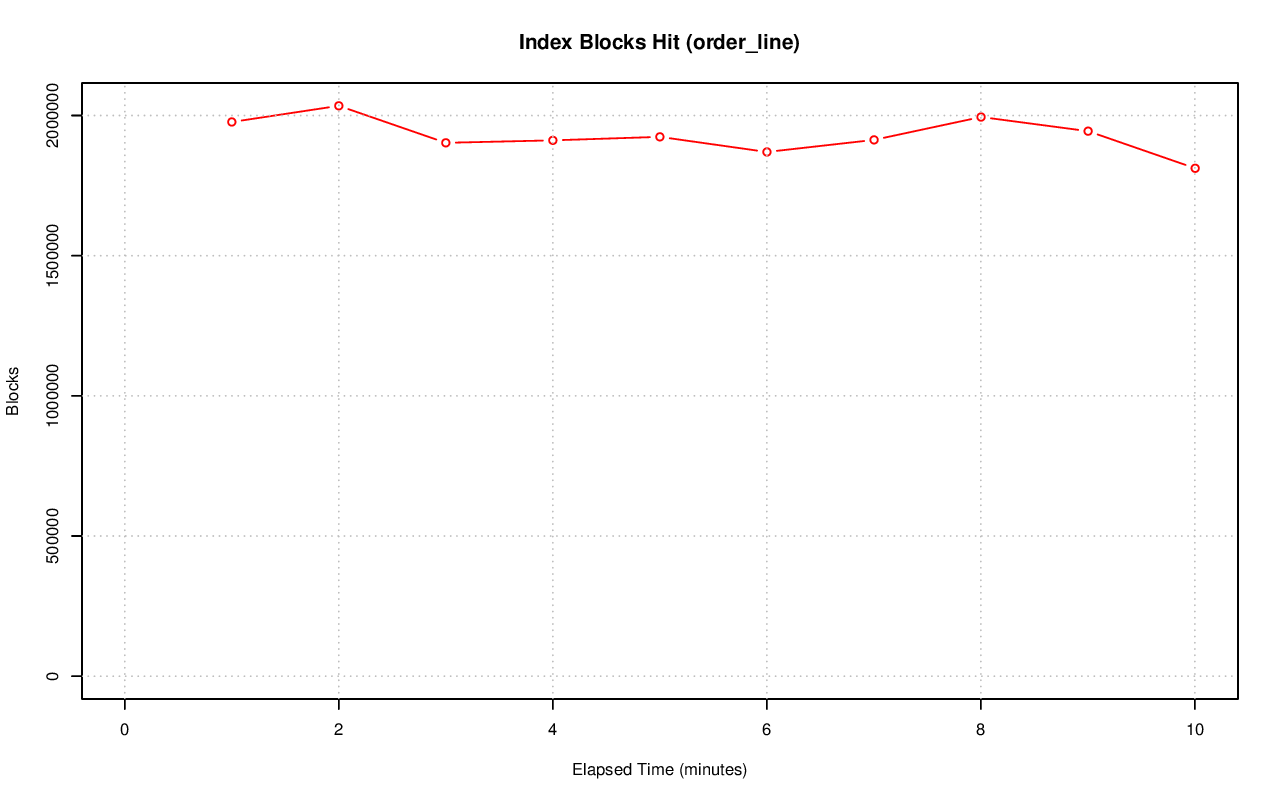 Index Blocks Hit (order_line)
2000000
1500000
1000000
500000
0
Blocks
0 2 4 6 8 10
Elapsed Time (minutes)